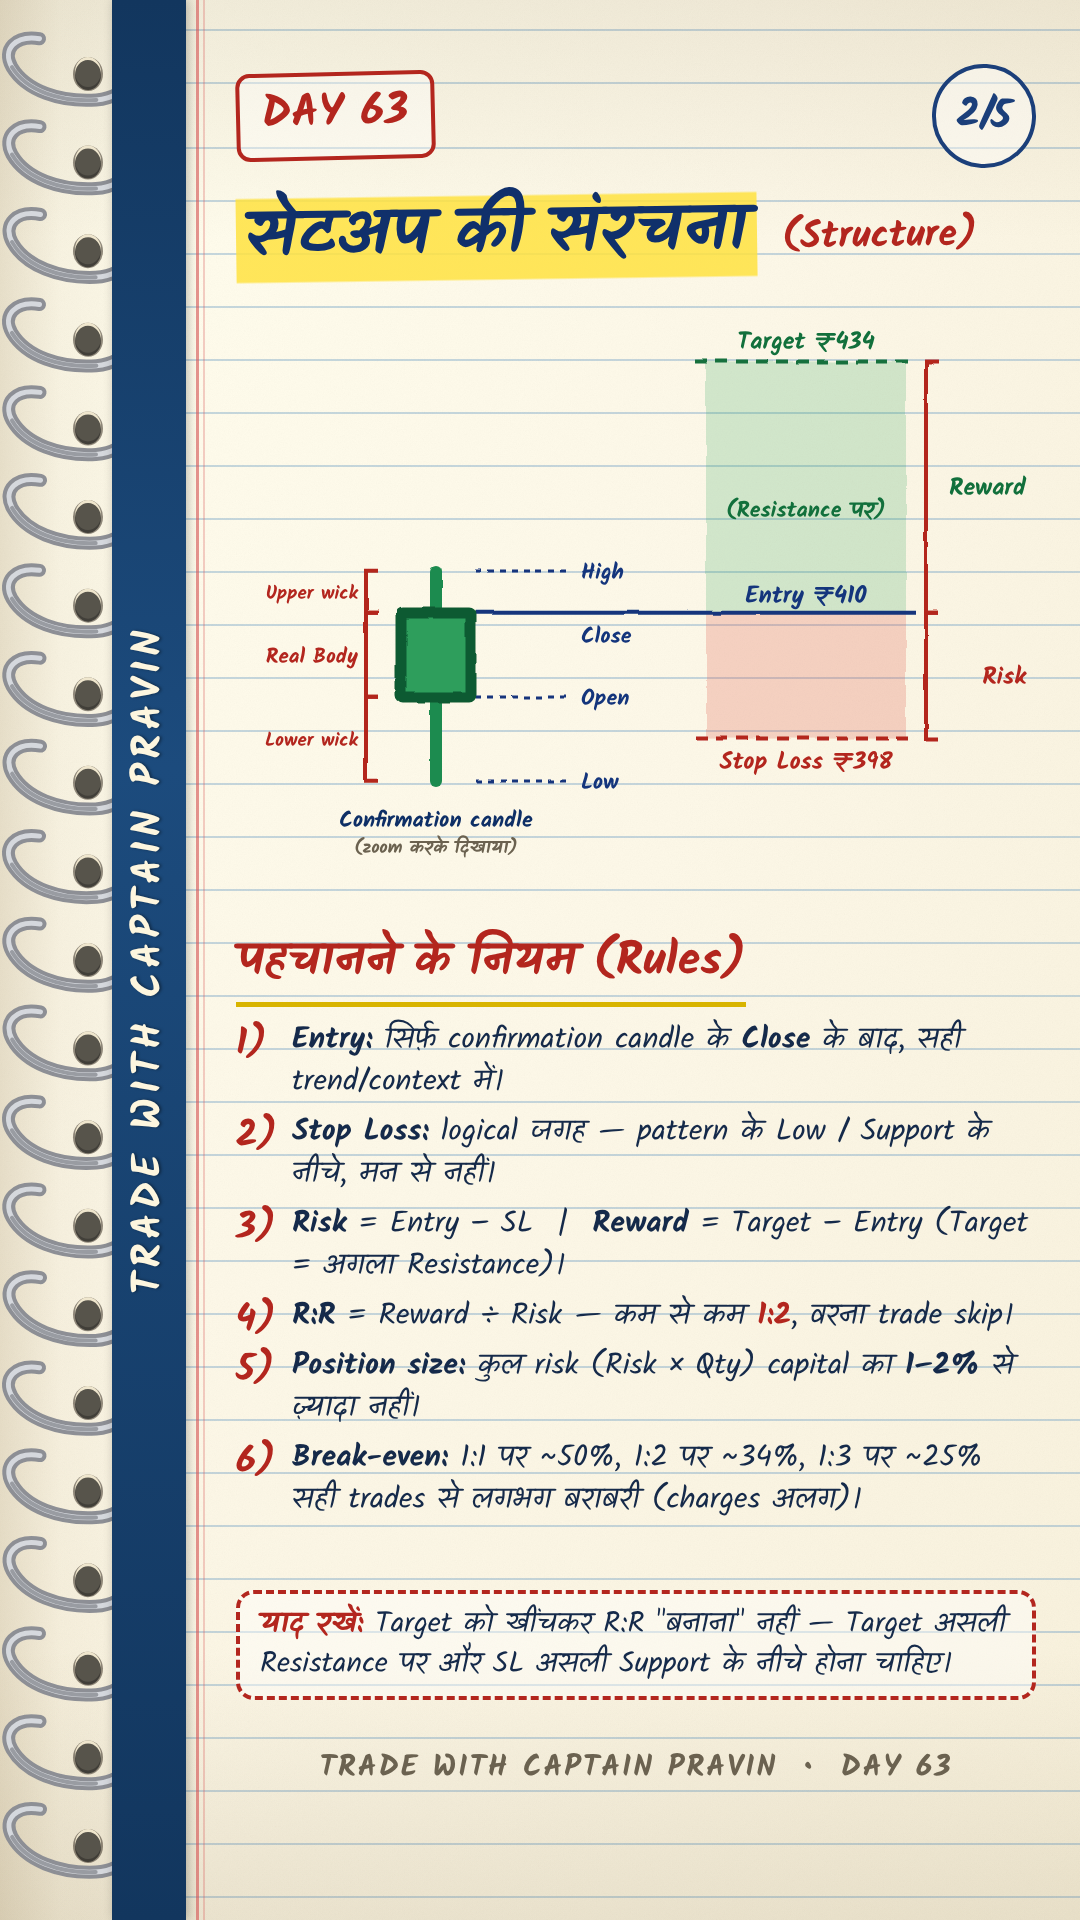 DAY 63
2/5
सेटअप की संरचना (Structure)
Target ₹434
Reward
(Resistance पर)
High
Upper wick
Entry ₹410
Close
Real Body
Risk
Open
Lower wick
Stop Loss ₹398
Low
Confirmation candle
(zoom करके दिखाया)
पहचानने के नियम (Rules)
1) Entry: सिर्फ़ confirmation candle के Close के बाद, सही
trend/context में।
2) Stop Loss: logical जगह — pattern के Low / Support के
नीचे, मन से नहीं।
3) Risk = Entry − SL | Reward = Target − Entry (Target
= अगला Resistance)।
4) R:R = Reward ÷ Risk — कम से कम 1:2, वरना trade skip।
5) Position size: कुल risk (Risk × Qty) capital का 1–2% से
ज़्यादा नहीं।
6) Break-even: 1:1 पर ~50%, 1:2 पर ~34%, 1:3 पर ~25%
सही trades से लगभग बराबरी (charges अलग)।
याद रखें: Target को खींचकर R:R "बनाना" नहीं — Target असली
Resistance पर और SL असली Support के नीचे होना चाहिए।
TRADE WITH CAPTAIN PRAVIN · DAY 63
TRADE WITH CAPTAIN PRAVIN